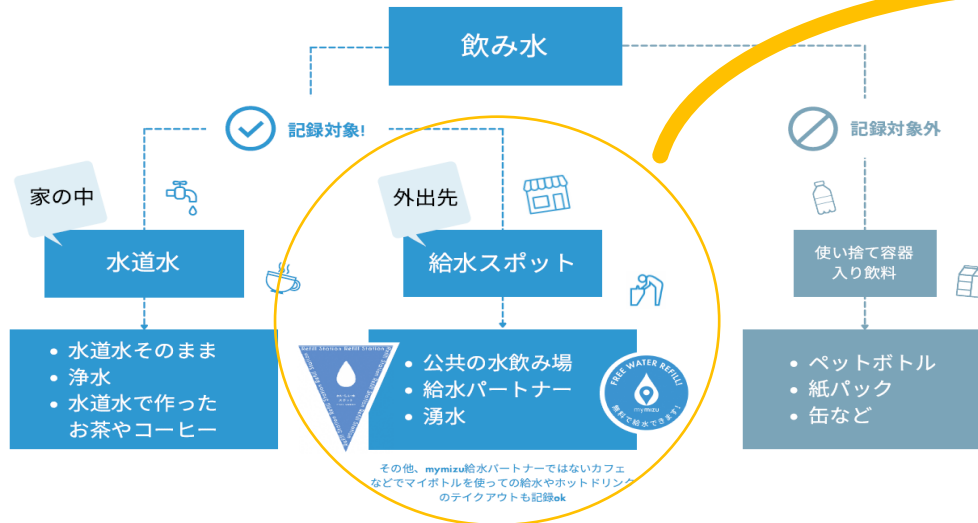 飲み水
記録対象!
記録対象外
家の中
外出先
水道水
給水スポット
使い捨て容器
入り飲料
• 水道水そのまま
• 浄水
• 水道水で作った
お茶やコーヒー
Refill Station Refill Station
• 公共の水飲み場
• 給水パートナー
• 湧水
FREE WATER REFILL!
mymizu
無料で給水できます!
• ペットボトル
• 紙パック
• 缶など
その他、mymizu給水パートナーではないカフェ
などでマイボトルを使っての給水やホットドリンク
のテイクアウトも記録ok